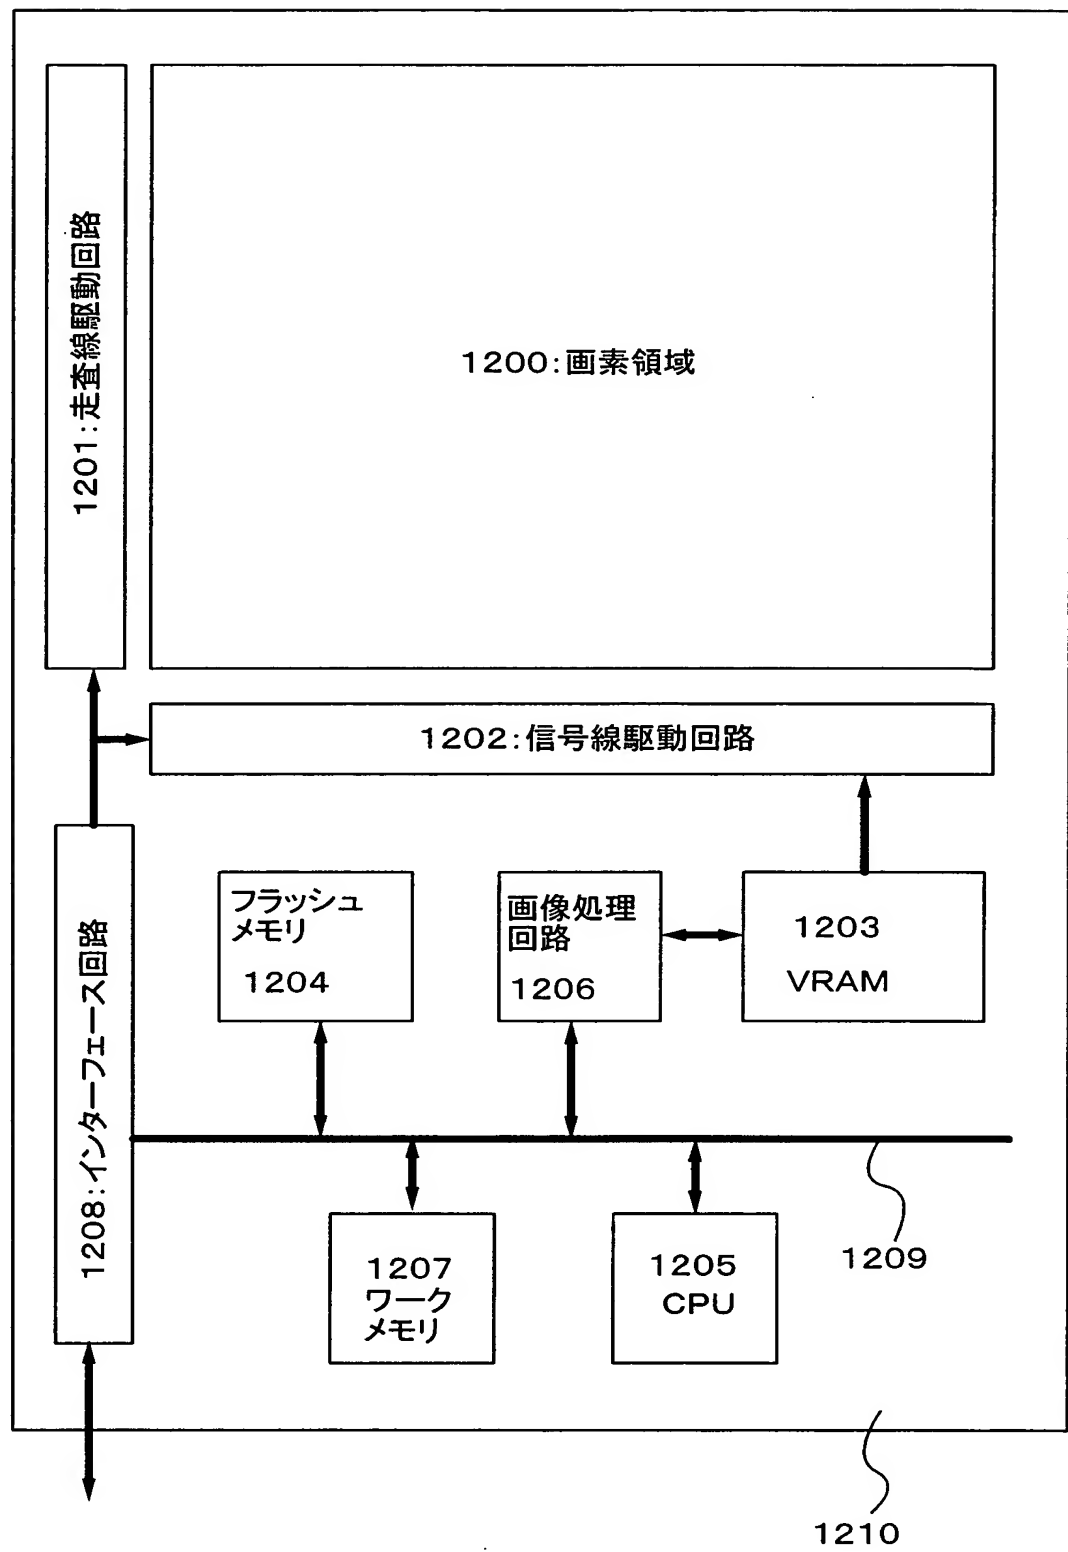 1201:走査線駆動回路
1200:画素領域
1202:信号線駆動回路
1208:インターフェース回路
フラッシュ
メモリ
1204
画像処理
回路
1206
1203
VRAM
1207
ワーク
メモリ
1205
CPU
1209
1210